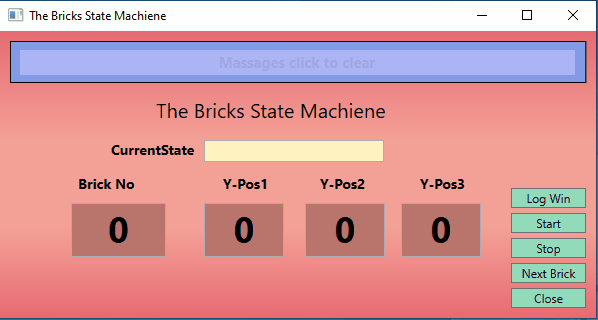 The Bricks State Machiene
Massages click to clear
The Bricks State Machiene
CurrentState
Brick No Y-Pos1 Y-Pos2 Y-Pos3
0 0 0 0
Log Win
Start
Stop
Next Brick
Close